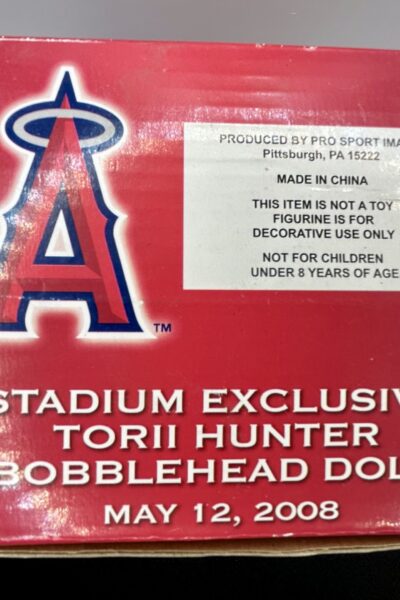 A
TM
PRODUCED BY PRO SPORT IMA
Pittsburgh, PA 15222
MADE IN CHINA
THIS ITEM IS NOT A TOY
FIGURINE IS FOR
DECORATIVE USE ONLY
NOT FOR CHILDREN
UNDER 8 YEARS OF AGE
STADIUM EXCLUSIV
TORII HUNTER
BOBBLEHEAD DOL
MAY 12, 2008